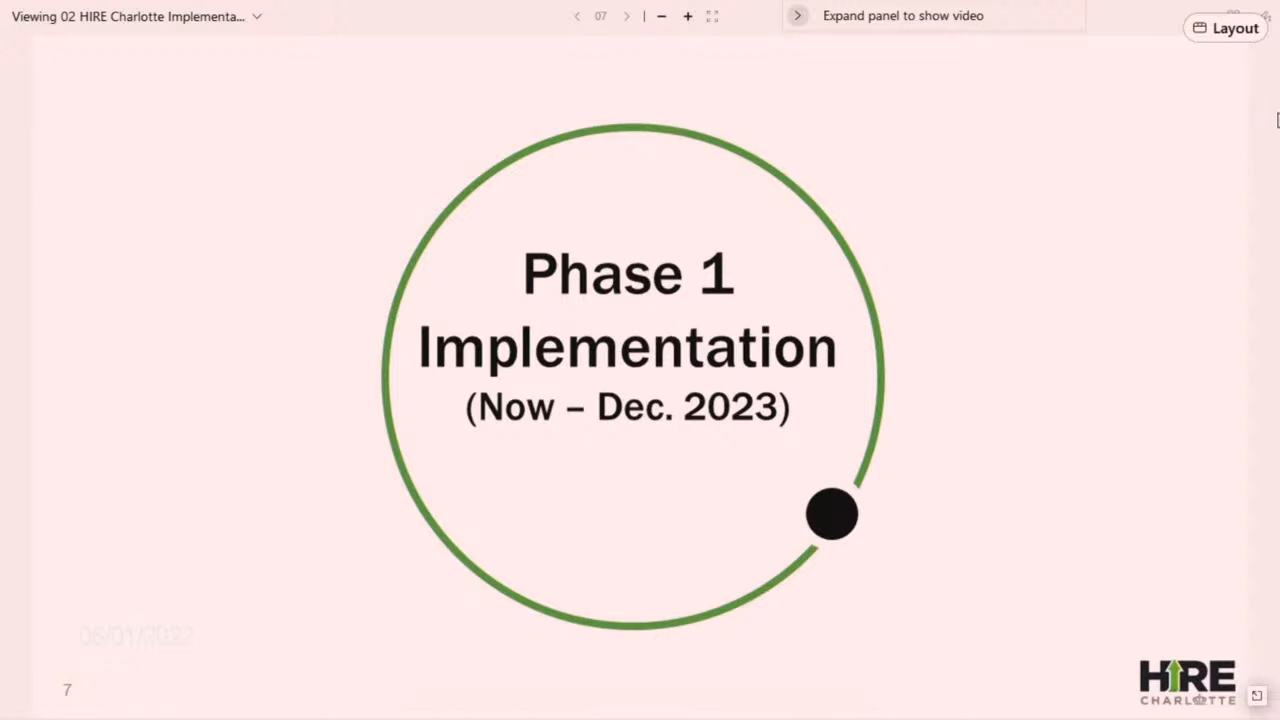 Viewing 02 HIRE Charlotte Implementa...
07
Expand panel to show video
Layout
Phase 1
Implementation
(Now – Dec. 2023)
7
HIRE
CHARLOTTE